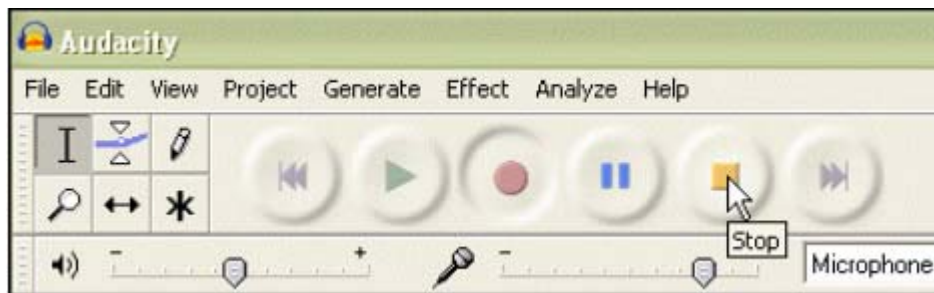 Audacity
File Edit View Project Generate Effect Analyze Help
- + -
Stop
Microphone